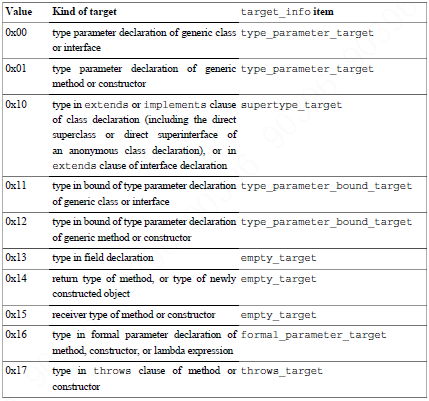 Value Kind of target target_info item
0x00 type parameter declaration of generic class type_parameter_target
or interface
0x01 type parameter declaration of generic type_parameter_target
method or constructor
0x10 type in extends or implements clause supertype_target
of class declaration (including the direct
superclass or direct superinterface of
an anonymous class declaration), or in
extends clause of interface declaration
0x11 type in bound of type parameter declaration type_parameter_bound_target
of generic class or interface
0x12 type in bound of type parameter declaration type_parameter_bound_target
of generic method or constructor
0x13 type in field declaration empty_target
0x14 return type of method, or type of newly empty_target
constructed object
0x15 receiver type of method or constructor empty_target
0x16 type in formal parameter declaration of formal_parameter_target
method, constructor, or lambda expression
0x17 type in throws clause of method or throws_target
constructor